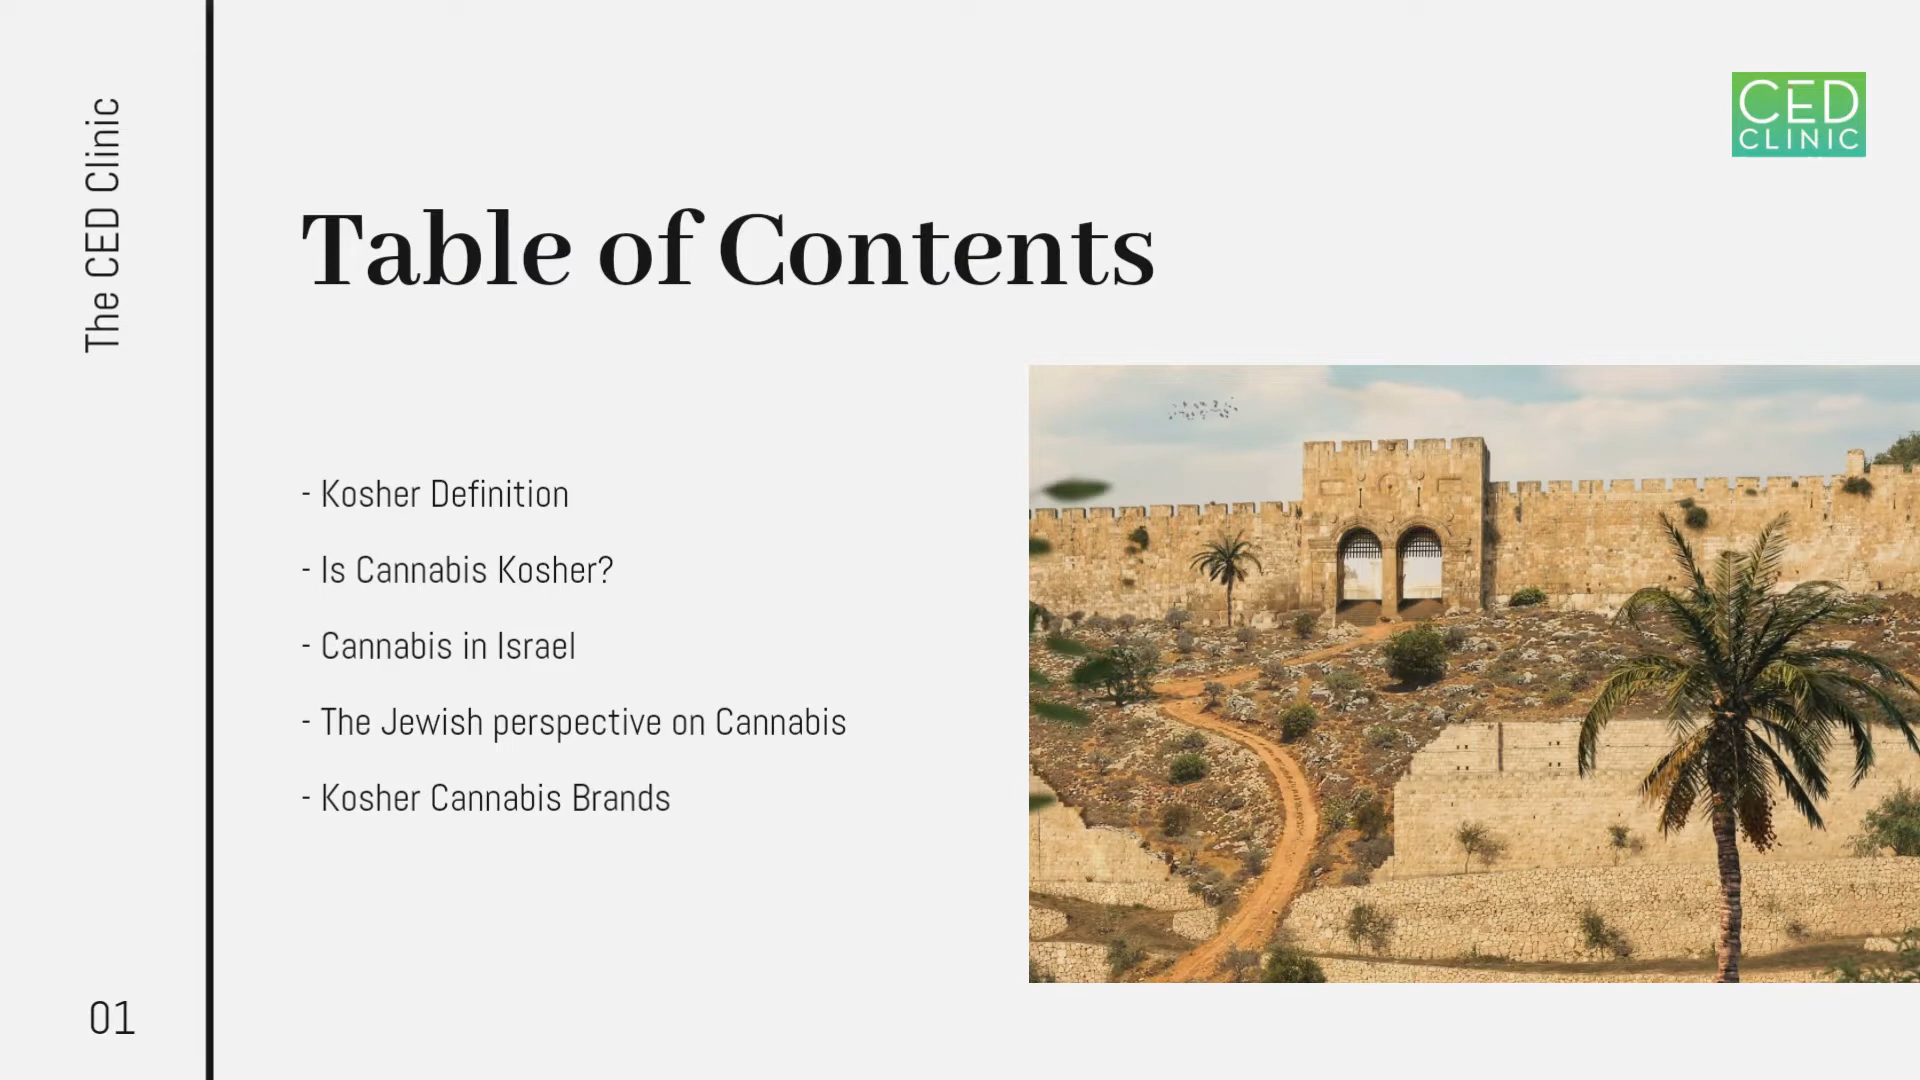 The CED Clinic
CED
CLINIC
Table of Contents
- Kosher Definition
- Is Cannabis Kosher?
- Cannabis in Israel
- The Jewish perspective on Cannabis
- Kosher Cannabis Brands
01